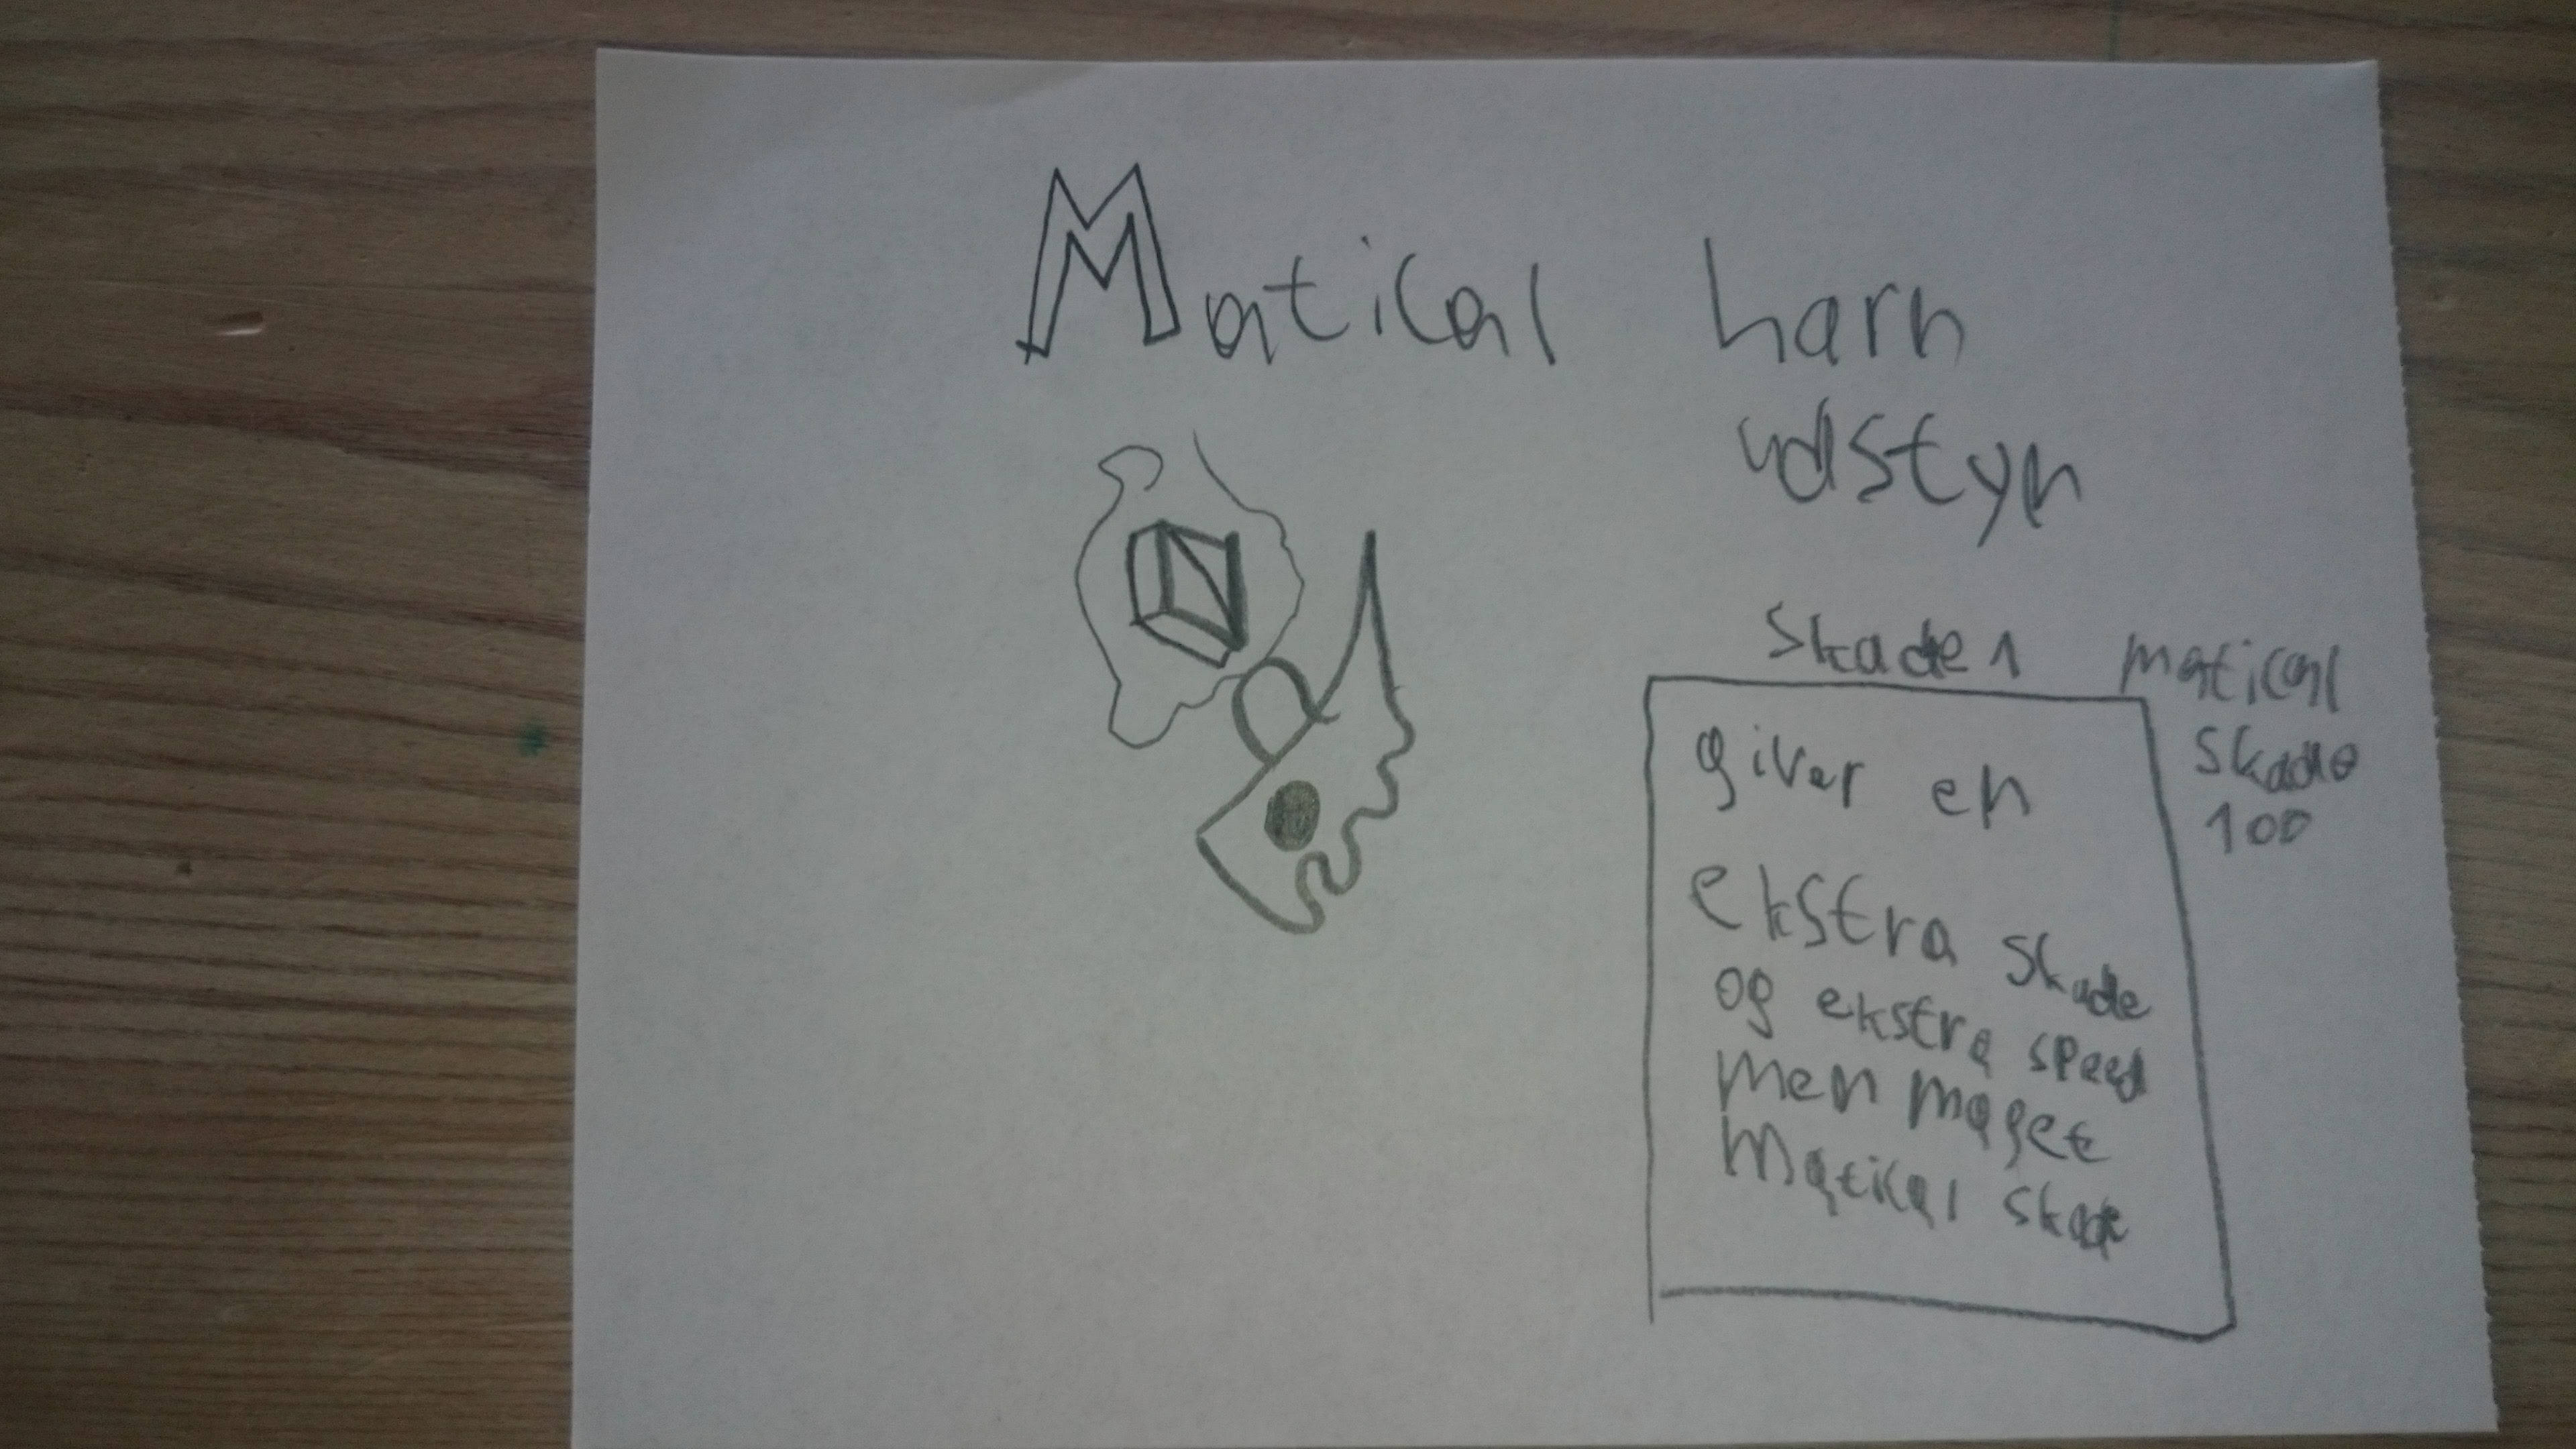 Matical harn
udstyn
Skade 1
matical
skade
100
giver en
ekstra skade
og ekstra speed
men maget
matical skade